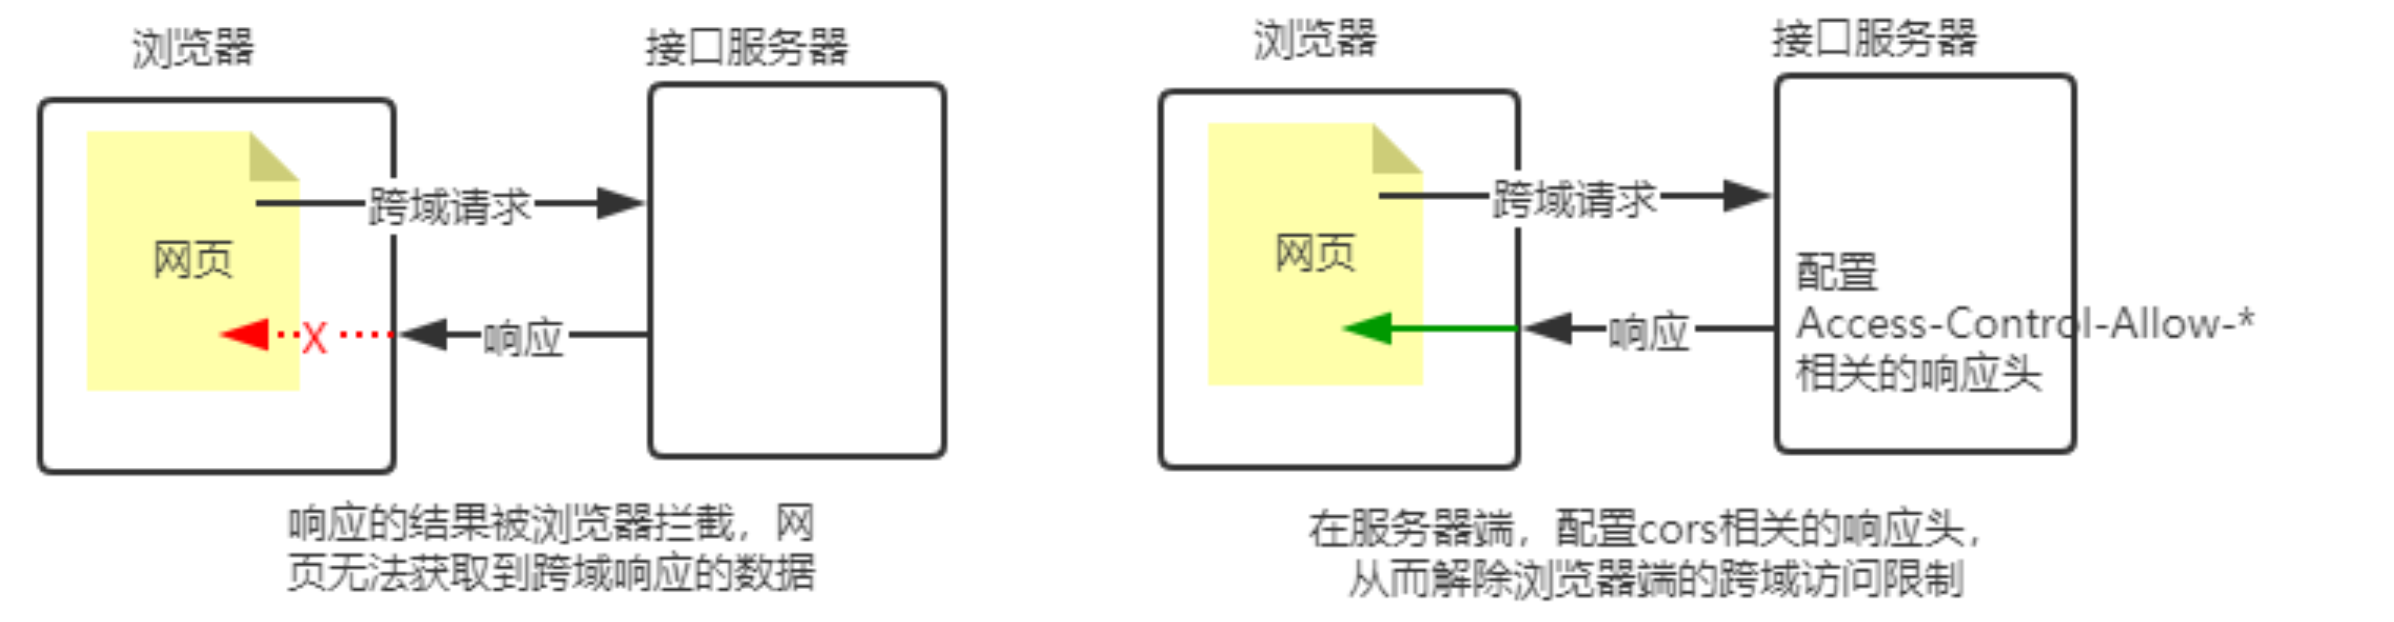 浏览器
接口服务器
跨域请求
网页
X
响应
响应的结果被浏览器拦截，网
页无法获取到跨域响应的数据
浏览器
接口服务器
跨域请求
网页
配置
Access-Control-Allow-*
相关的响应头
响应
在服务器端，配置cors相关的响应头，
从而解除浏览器端的跨域访问限制